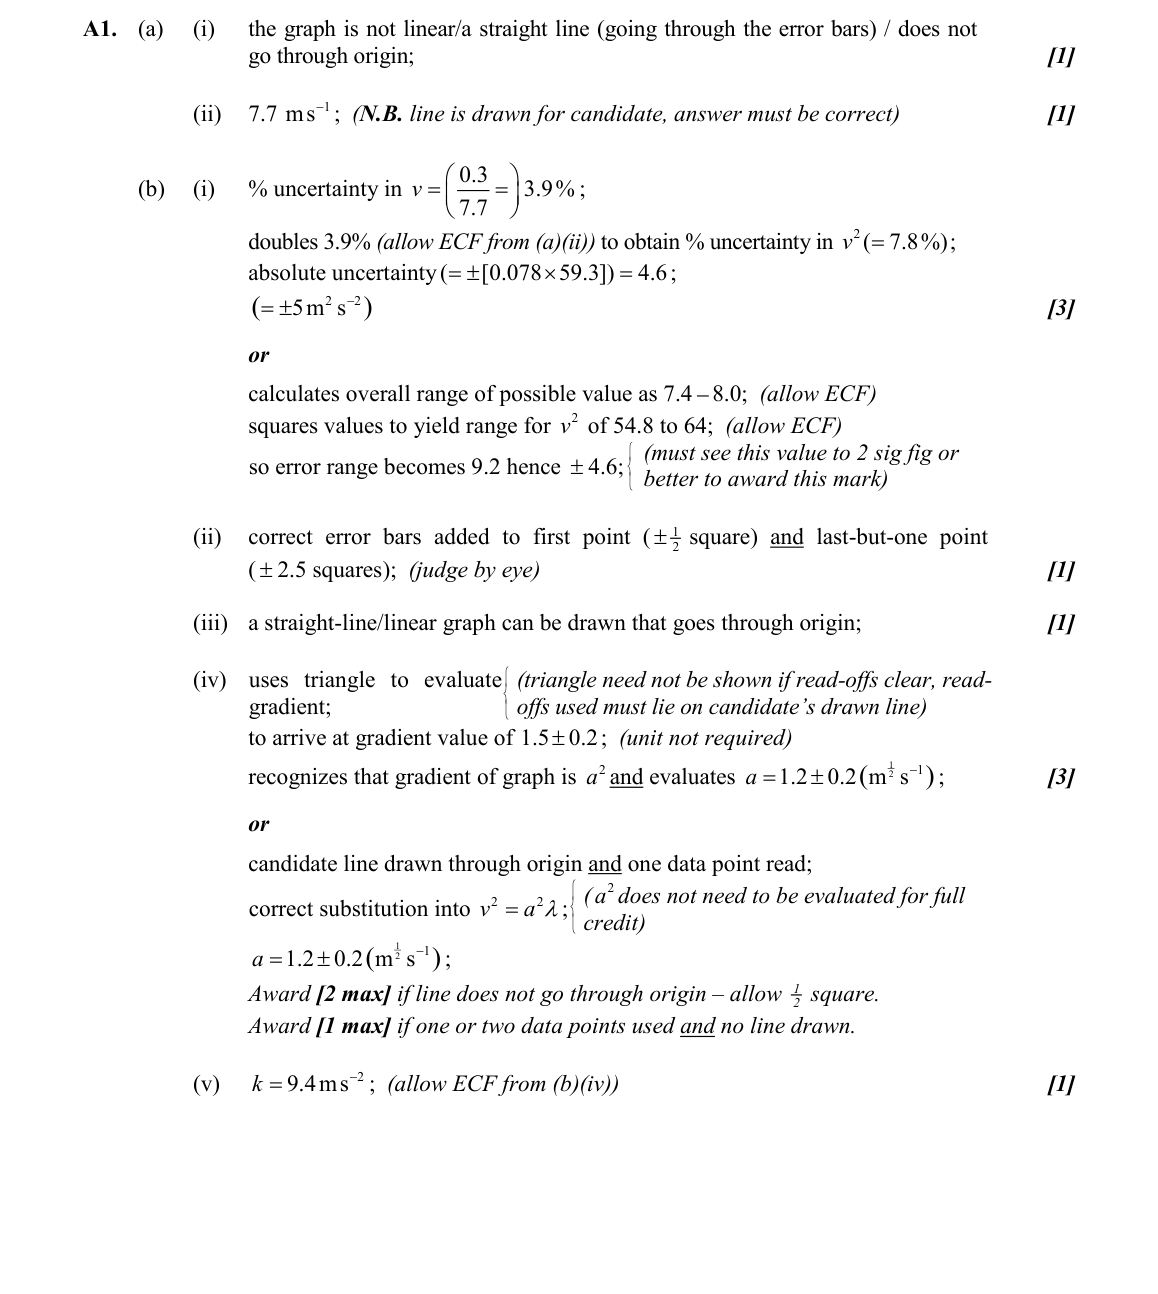 A1. (a) (i) the graph is not linear/a straight line (going through the error bars) / does not
go through origin; [1]
(ii) 7.7 m s⁻¹; (N.B. line is drawn for candidate, answer must be correct) [1]
(b) (i) % uncertainty in v = (0.3/7.7 =) 3.9%;
doubles 3.9% (allow ECF from (a)(ii)) to obtain % uncertainty in v² (= 7.8%);
absolute uncertainty (= ±[0.078×59.3]) = 4.6;
(= ±5 m² s⁻²) [3]
or
calculates overall range of possible value as 7.4 – 8.0; (allow ECF)
squares values to yield range for v² of 54.8 to 64; (allow ECF)
so error range becomes 9.2 hence ± 4.6; { (must see this value to 2 sig fig or
better to award this mark)
(ii) correct error bars added to first point (± ½ square) and last-but-one point
(± 2.5 squares); (judge by eye) [1]
(iii) a straight-line/linear graph can be drawn that goes through origin; [1]
(iv) uses triangle to evaluate { (triangle need not be shown if read-offs clear, read-
gradient; offs used must lie on candidate's drawn line)
to arrive at gradient value of 1.5 ± 0.2; (unit not required)
recognizes that gradient of graph is a² and evaluates a = 1.2 ± 0.2 (m^½ s⁻¹); [3]
or
candidate line drawn through origin and one data point read;
correct substitution into v² = a²λ; { (a² does not need to be evaluated for full
credit)
a = 1.2 ± 0.2 (m^½ s⁻¹);
Award [2 max] if line does not go through origin – allow ½ square.
Award [1 max] if one or two data points used and no line drawn.
(v) k = 9.4 m s⁻²; (allow ECF from (b)(iv)) [1]